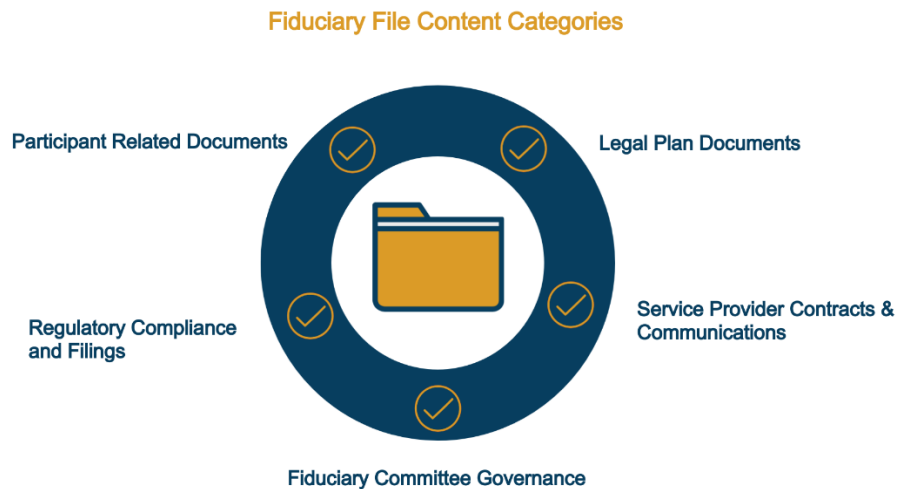 Fiduciary File Content Categories
Participant Related Documents
Legal Plan Documents
Regulatory Compliance
and Filings
Service Provider Contracts &
Communications
Fiduciary Committee Governance